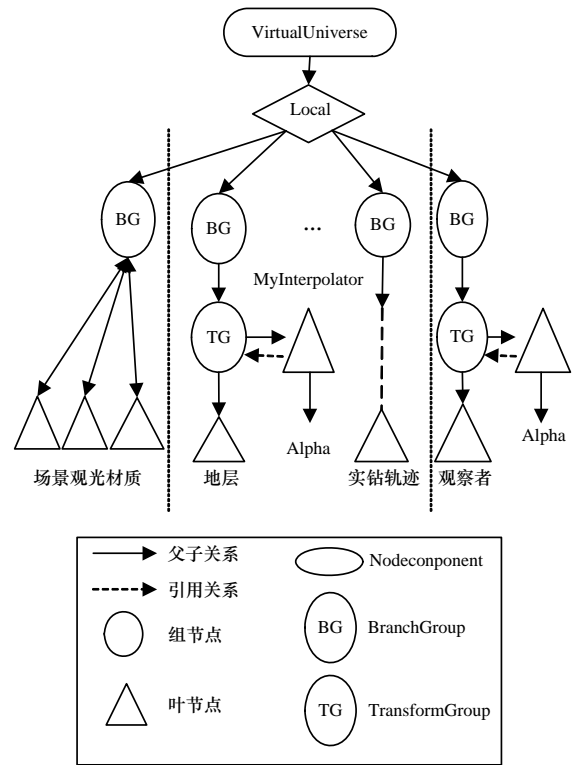 VirtualUniverse
Local
BG
BG
...
BG
BG
MyInterpolator
TG
TG
Alpha
Alpha
场景观光材质
地层
实钻轨迹
观察者
父子关系
Nodeconponent
引用关系
组节点
BG
BranchGroup
叶节点
TG
TransformGroup